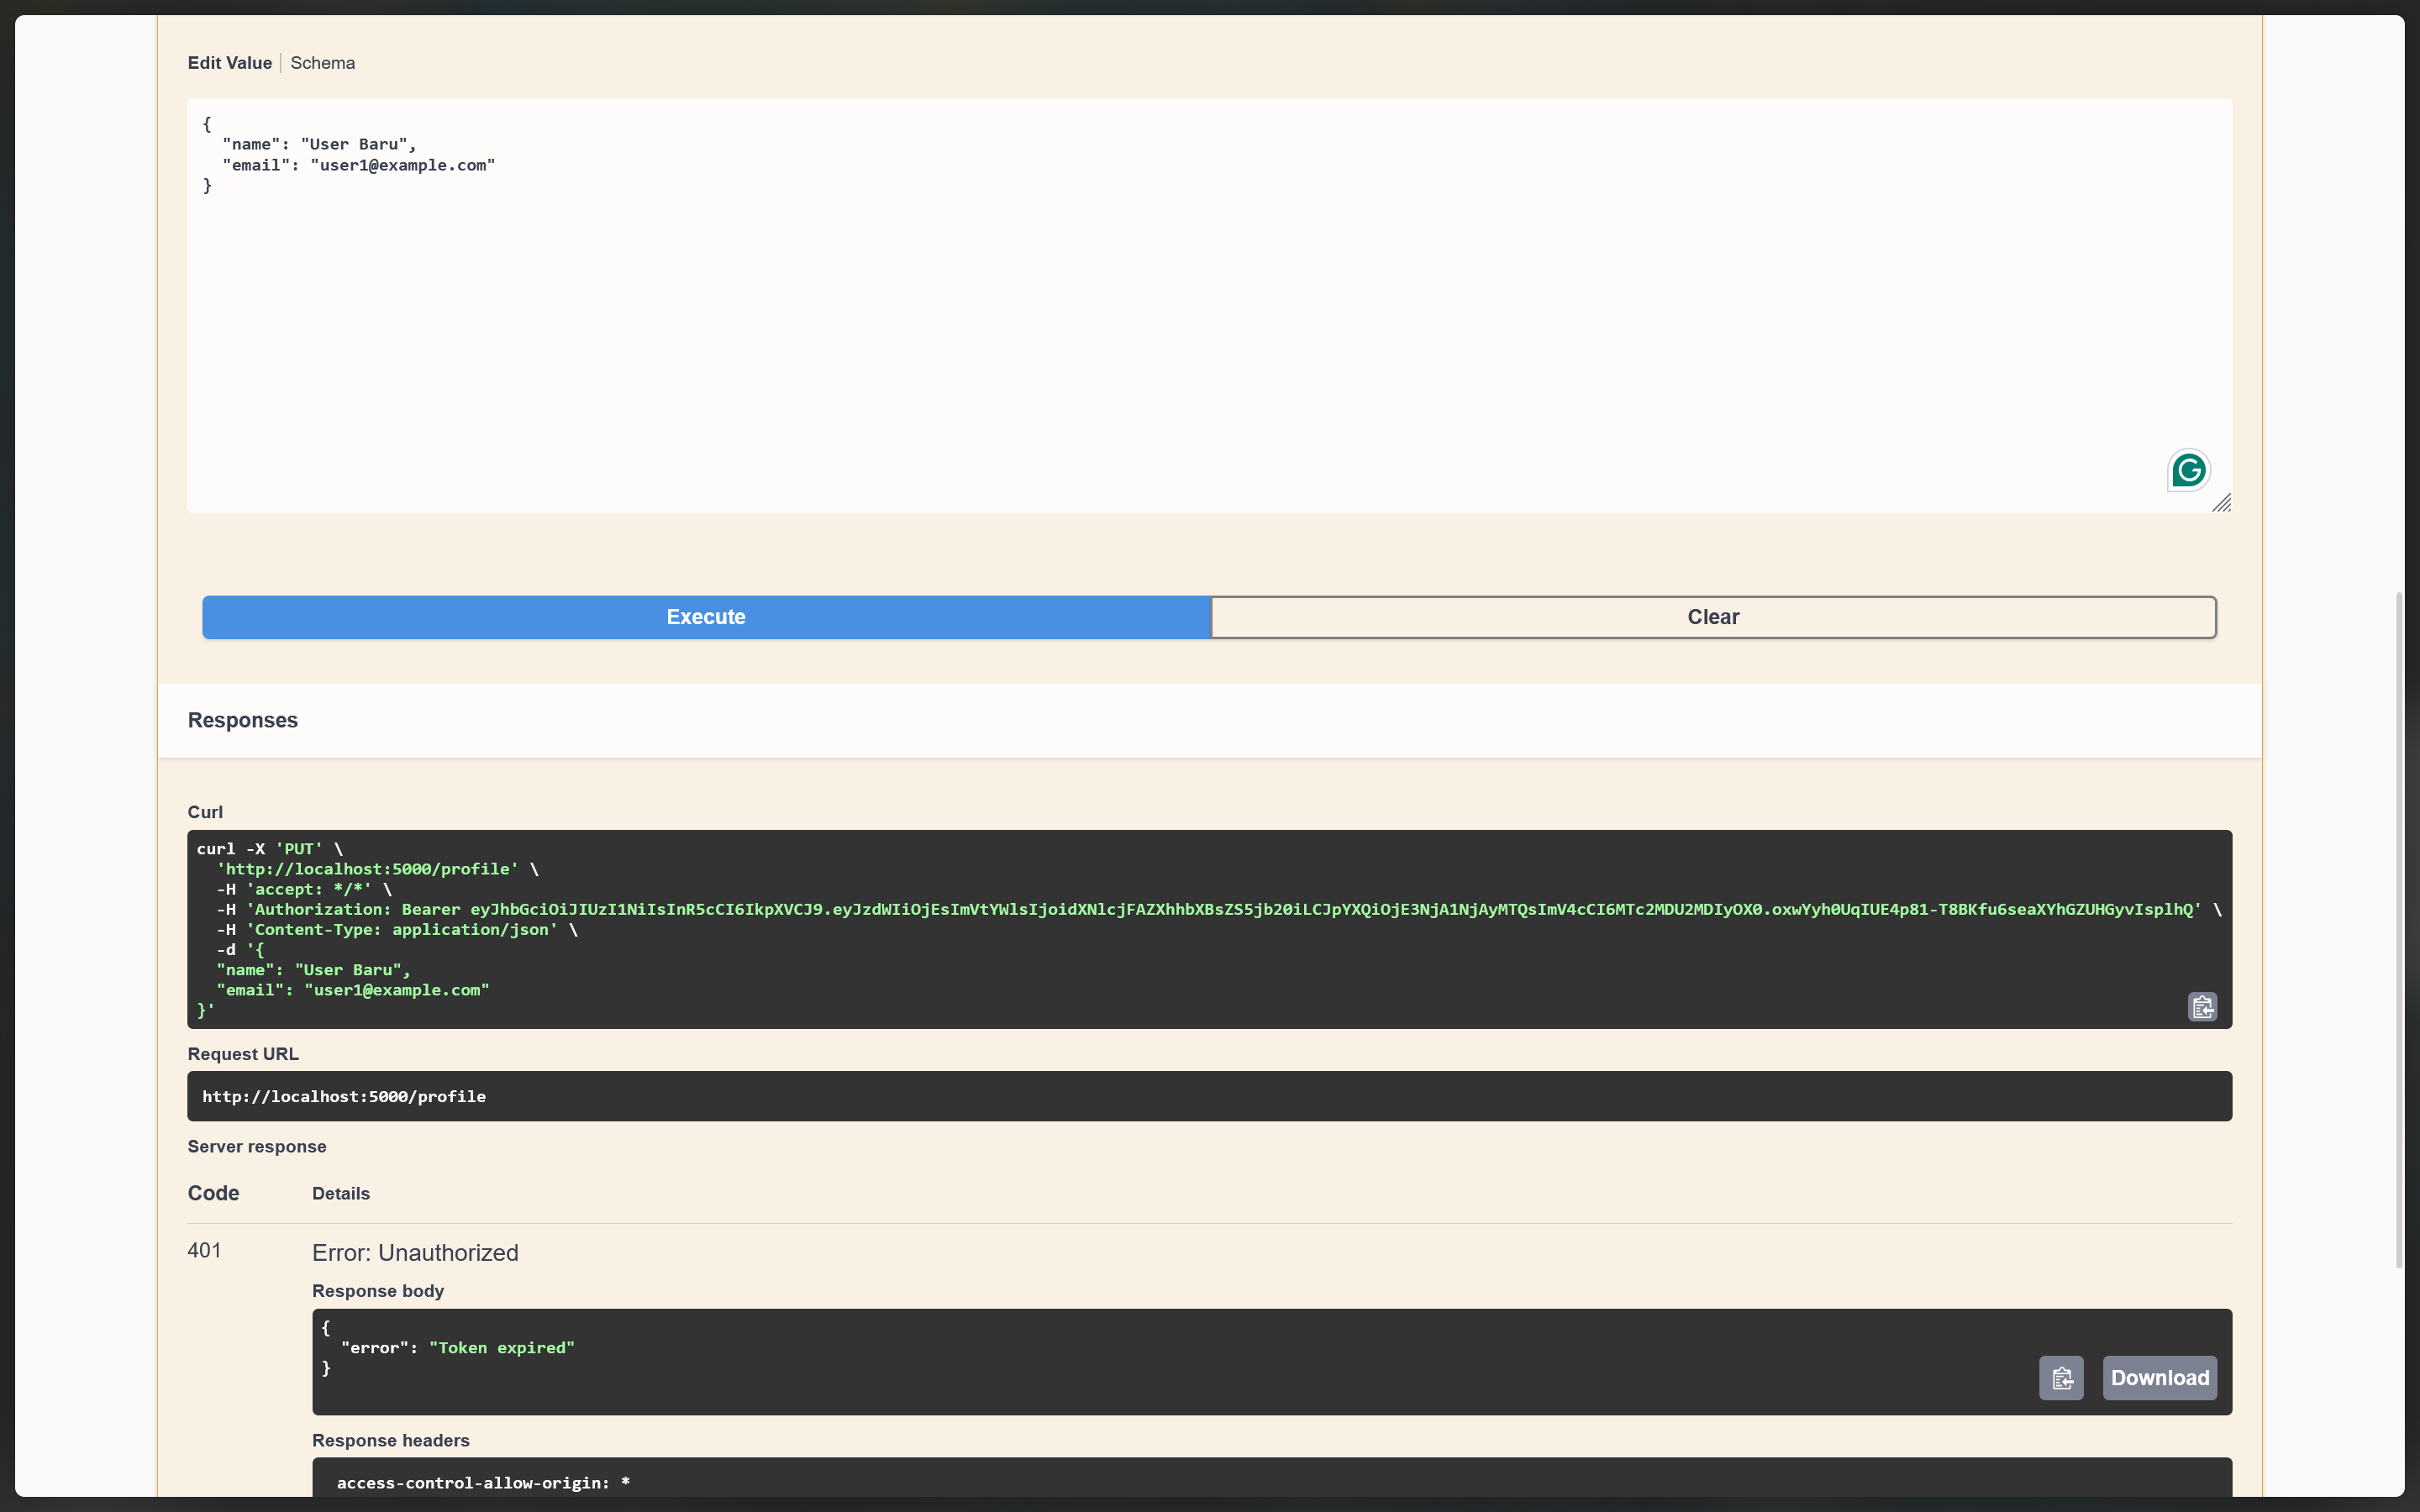 Edit Value | Schema
{
  "name": "User Baru",
  "email": "user1@example.com"
}
Execute
Clear
Responses
Curl
curl -X 'PUT' \
  'http://localhost:5000/profile' \
  -H 'accept: */*' \
  -H 'Authorization: Bearer eyJhbGciOiJIUzI1NiIsInR5cCI6IkpXVCJ9.eyJzdWIiOjEsImVtYWlsIjoidXNlcjFAZXhhbXBsZS5jb20iLCJpYXQiOjE3NjA1NjAyMTQsImV4cCI6MTc2MDU2MDIyOX0.oxwYyh0UqIUE4p81-T8BKfu6seaXYhGZUHGyvIsplhQ' \
  -H 'Content-Type: application/json' \
  -d '{
  "name": "User Baru",
  "email": "user1@example.com"
}'
Request URL
http://localhost:5000/profile
Server response
Code Details
401 Error: Unauthorized
Response body
{
  "error": "Token expired"
}
Download
Response headers
access-control-allow-origin: *